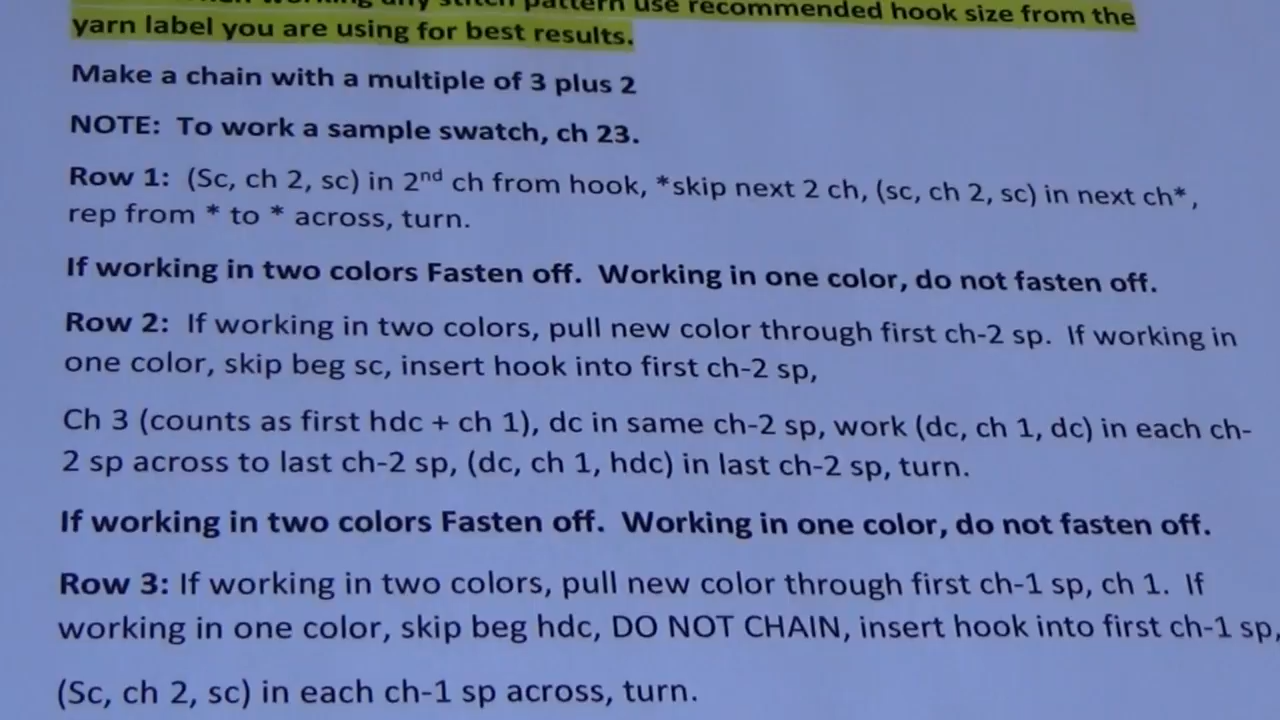 working any stitch pattern use recommended hook size from the
yarn label you are using for best results.
Make a chain with a multiple of 3 plus 2
NOTE: To work a sample swatch, ch 23.
Row 1: (Sc, ch 2, sc) in 2nd ch from hook, *skip next 2 ch, (sc, ch 2, sc) in next ch*,
rep from * to * across, turn.
If working in two colors Fasten off. Working in one color, do not fasten off.
Row 2: If working in two colors, pull new color through first ch-2 sp. If working in
one color, skip beg sc, insert hook into first ch-2 sp,
Ch 3 (counts as first hdc + ch 1), dc in same ch-2 sp, work (dc, ch 1, dc) in each ch-
2 sp across to last ch-2 sp, (dc, ch 1, hdc) in last ch-2 sp, turn.
If working in two colors Fasten off. Working in one color, do not fasten off.
Row 3: If working in two colors, pull new color through first ch-1 sp, ch 1. If
working in one color, skip beg hdc, DO NOT CHAIN, insert hook into first ch-1 sp,
(Sc, ch 2, sc) in each ch-1 sp across, turn.